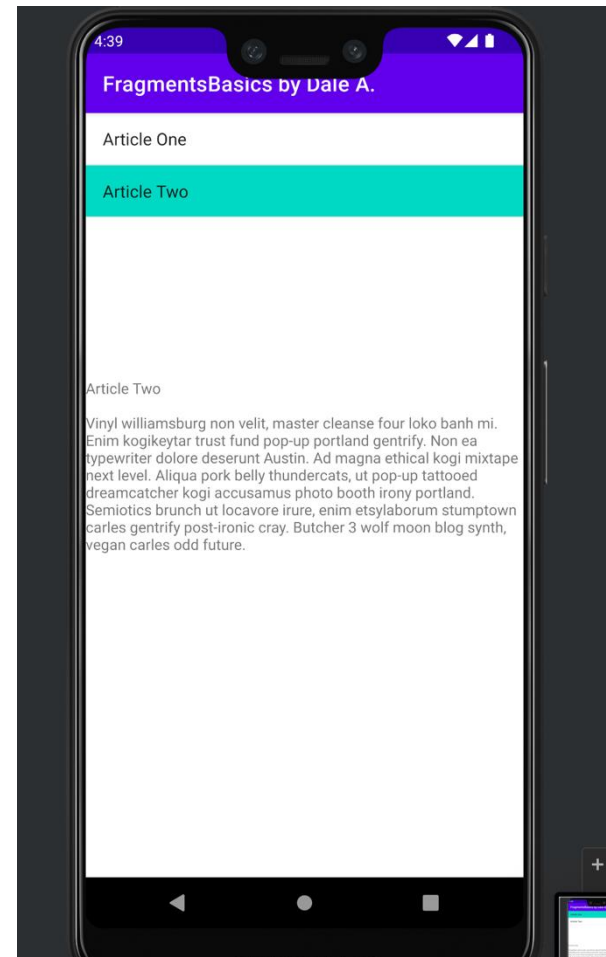 4:39
FragmentsBasics by Dale A.
Article One
Article Two
Article Two
Vinyl williamsburg non velit, master cleanse four loko banh mi.
Enim kogikeytar trust fund pop-up portland gentrify. Non ea
typewriter dolore deserunt Austin. Ad magna ethical kogi mixtape
next level. Aliqua pork belly thundercats, ut pop-up tattooed
dreamcatcher kogi accusamus photo booth irony portland.
Semiotics brunch ut locavore irure, enim etsylaborum stumptown
carles gentrify post-ironic cray. Butcher 3 wolf moon blog synth,
vegan carles odd future.
+